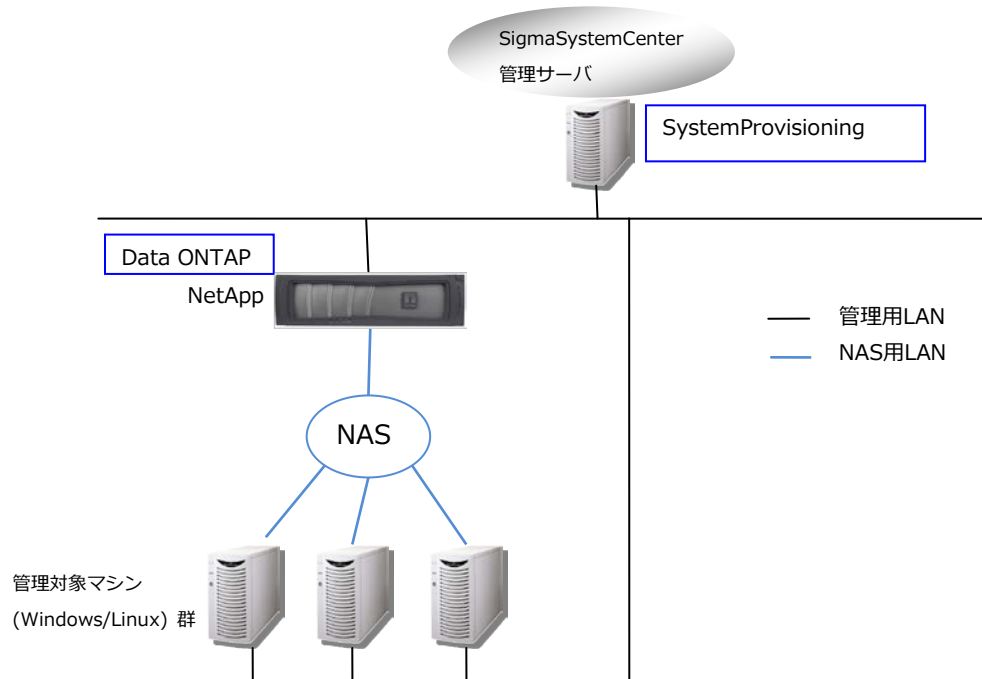 SigmaSystemCenter
管理サーバ
SystemProvisioning
Data ONTAP
NetApp
管理用LAN
NAS用LAN
NAS
管理対象マシン
(Windows/Linux) 群